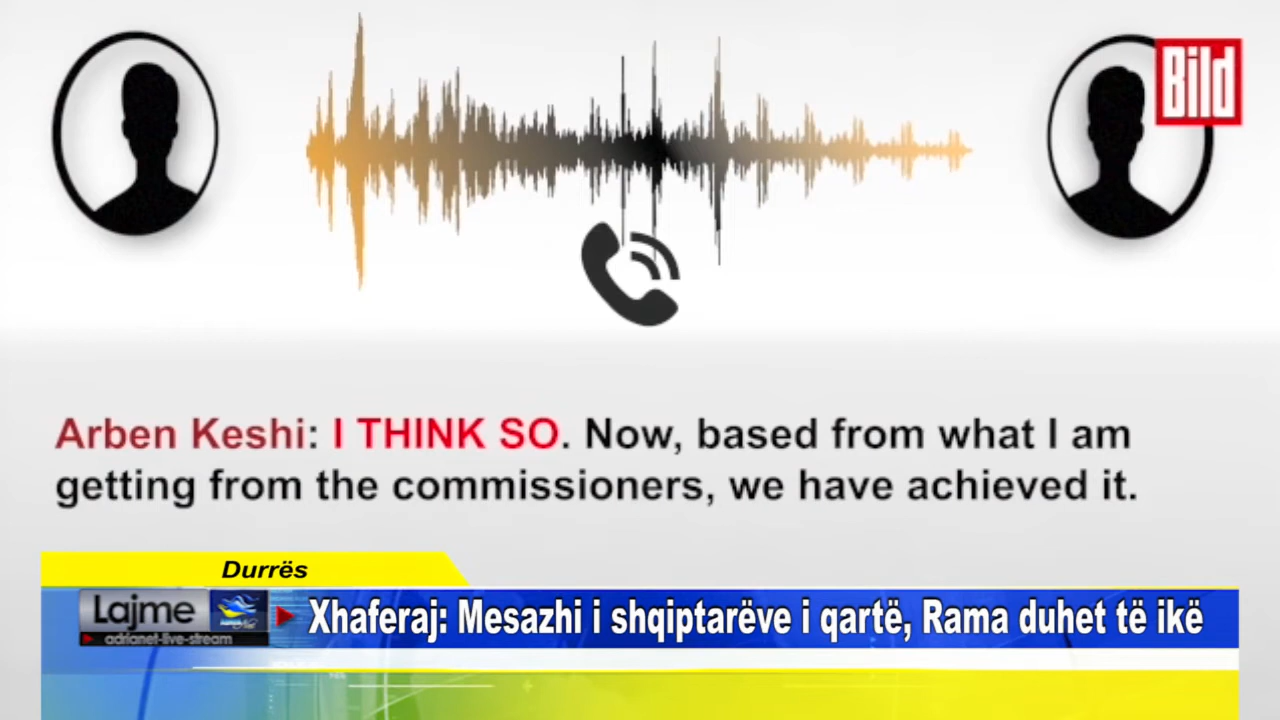 Bild
Arben Keshi: I THINK SO. Now, based from what I am
getting from the commissioners, we have achieved it.
Durrës
Lajme
adrianet-live-stream
Xhaferaj: Mesazhi i shqiptarëve i qartë, Rama duhet të ikë